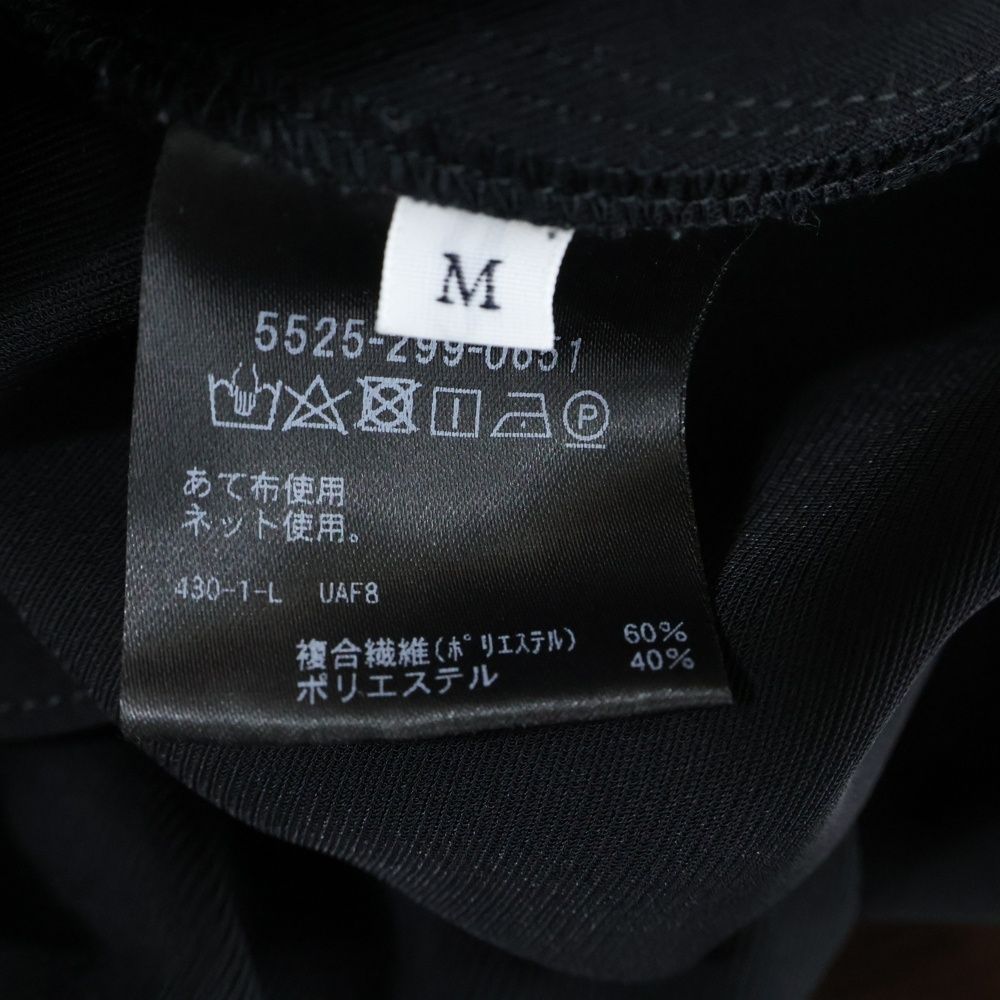 M
5525-299-0651
P
あて布使用
ネット使用。
430-1-L UAF8
複合繊維(ポリエステル) 60%
ポリエステル 40%